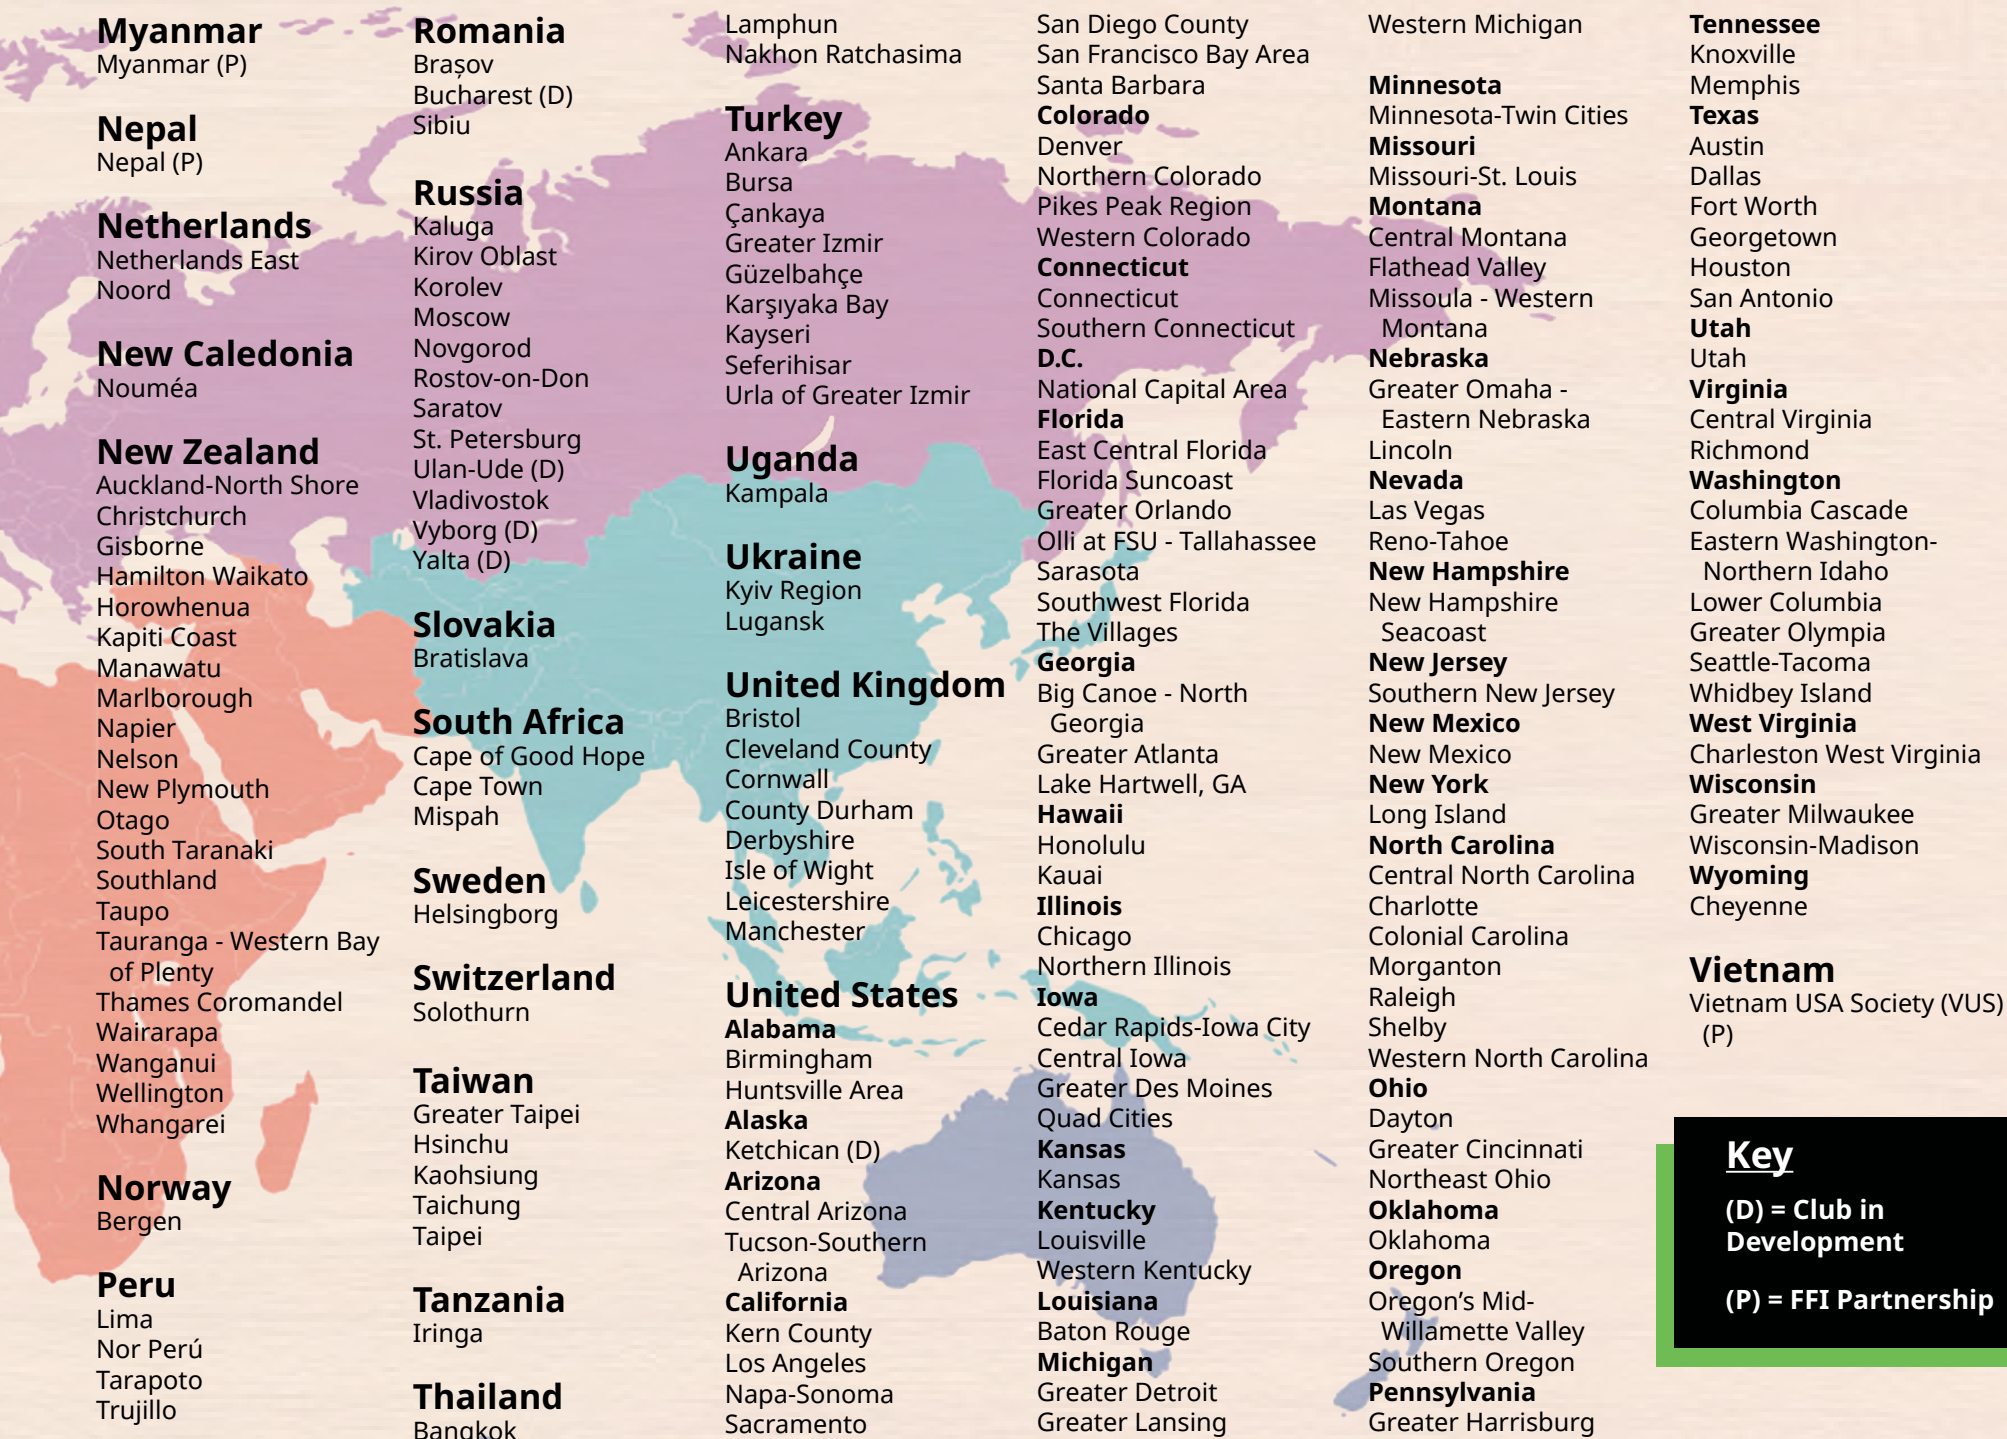 Myanmar
Myanmar (P)
Nepal
Nepal (P)
Netherlands
Netherlands East
Noord
New Caledonia
Nouméa
New Zealand
Auckland-North Shore
Christchurch
Gisborne
Hamilton Waikato
Horowhenua
Kapiti Coast
Manawatu
Marlborough
Napier
Nelson
New Plymouth
Otago
South Taranaki
Southland
Taupo
Tauranga - Western Bay
of Plenty
Thames Coromandel
Wairarapa
Wanganui
Wellington
Whangarei
Norway
Bergen
Peru
Lima
Nor Perú
Tarapoto
Trujillo
Romania
Brașov
Bucharest (D)
Sibiu
Russia
Kaluga
Kirov Oblast
Korolev
Moscow
Novgorod
Rostov-on-Don
Saratov
St. Petersburg
Ulan-Ude (D)
Vladivostok
Vyborg (D)
Yalta (D)
Slovakia
Bratislava
South Africa
Cape of Good Hope
Cape Town
Mispah
Sweden
Helsingborg
Switzerland
Solothurn
Taiwan
Greater Taipei
Hsinchu
Kaohsiung
Taichung
Taipei
Tanzania
Iringa
Thailand
Bangkok
Lamphun
Nakhon Ratchasima
Turkey
Ankara
Bursa
Çankaya
Greater Izmir
Güzelbahçe
Karşıyaka Bay
Kayseri
Seferihisar
Urla of Greater Izmir
Uganda
Kampala
Ukraine
Kyiv Region
Lugansk
United Kingdom
Bristol
Cleveland County
Cornwall
County Durham
Derbyshire
Isle of Wight
Leicestershire
Manchester
United States
Alabama
Birmingham
Huntsville Area
Alaska
Ketchican (D)
Arizona
Central Arizona
Tucson-Southern
Arizona
California
Kern County
Los Angeles
Napa-Sonoma
Sacramento
San Diego County
San Francisco Bay Area
Santa Barbara
Colorado
Denver
Northern Colorado
Pikes Peak Region
Western Colorado
Connecticut
Connecticut
Southern Connecticut
D.C.
National Capital Area
Florida
East Central Florida
Florida Suncoast
Greater Orlando
Olli at FSU - Tallahassee
Sarasota
Southwest Florida
The Villages
Georgia
Big Canoe - North
Georgia
Greater Atlanta
Lake Hartwell, GA
Hawaii
Honolulu
Kauai
Illinois
Chicago
Northern Illinois
Iowa
Cedar Rapids-Iowa City
Central Iowa
Greater Des Moines
Quad Cities
Kansas
Kansas
Kentucky
Louisville
Western Kentucky
Louisiana
Baton Rouge
Michigan
Greater Detroit
Greater Lansing
Western Michigan
Minnesota
Minnesota-Twin Cities
Missouri
Missouri-St. Louis
Montana
Central Montana
Flathead Valley
Missoula - Western
Montana
Nebraska
Greater Omaha -
Eastern Nebraska
Lincoln
Nevada
Las Vegas
Reno-Tahoe
New Hampshire
New Hampshire
Seacoast
New Jersey
Southern New Jersey
New Mexico
New Mexico
New York
Long Island
North Carolina
Central North Carolina
Charlotte
Colonial Carolina
Morganton
Raleigh
Shelby
Western North Carolina
Ohio
Dayton
Greater Cincinnati
Northeast Ohio
Oklahoma
Oklahoma
Oregon
Oregon’s Mid-
Willamette Valley
Southern Oregon
Pennsylvania
Greater Harrisburg
Tennessee
Knoxville
Memphis
Texas
Austin
Dallas
Fort Worth
Georgetown
Houston
San Antonio
Utah
Utah
Virginia
Central Virginia
Richmond
Washington
Columbia Cascade
Eastern Washington-
Northern Idaho
Lower Columbia
Greater Olympia
Seattle-Tacoma
Whidbey Island
West Virginia
Charleston West Virginia
Wisconsin
Greater Milwaukee
Wisconsin-Madison
Wyoming
Cheyenne
Vietnam
Vietnam USA Society (VUS)
(P)
Key
(D) = Club in
Development
(P) = FFI Partnership